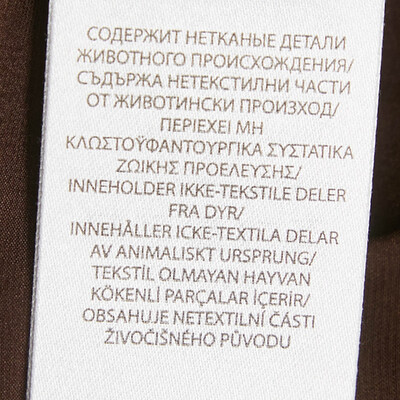 СОДЕРЖИТ НЕТКАНЫЕ ДЕТАЛИ
ЖИВОТНОГО ПРОИСХОЖДЕНИЯ/
СЪДЪРЖА НЕТЕКСТИЛНИ ЧАСТИ
ОТ ЖИВОТИНСКИ ПРОИЗХОД/
ΠΕΡΙΕΧΕΙ ΜΗ
ΚΛΩΣΤΟΫΦΑΝΤΟΥΡΓΙΚΑ ΣΥΣΤΑΤΙΚΑ
ΖΩΙΚΗΣ ΠΡΟΕΛΕΥΣΗΣ/
INNEHOLDER IKKE-TEKSTILE DELER
FRA DYR/
INNEHÅLLER ICKE-TEXTILA DELAR
AV ANIMALISKT URSPRUNG/
TEKSTİL OLMAYAN HAYVAN
KÖKENLİ PARÇALAR İÇERİR/
OBSAHUJE NETEXTILNÍ ČÁSTI
ŽIVOČIŠNÉHO PŮVODU